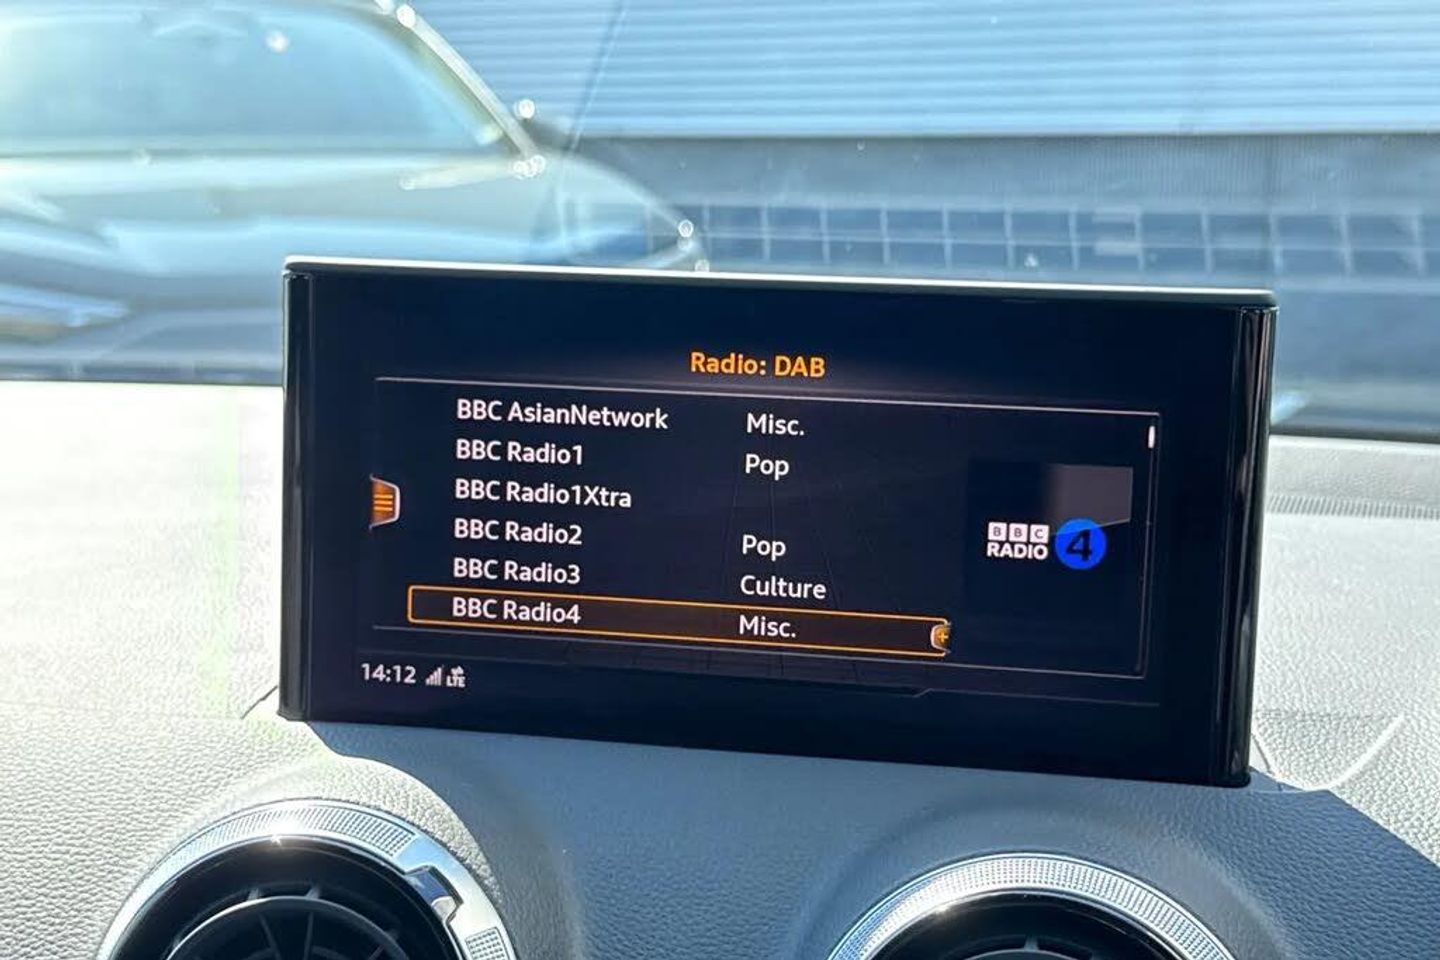 Radio: DAB
BBC AsianNetwork Misc.
BBC Radio1 Pop
BBC Radio1Xtra
BBC Radio2 Pop
BBC Radio3 Culture
BBC Radio4 Misc.
BBC
RADIO 4
14:12 LTE